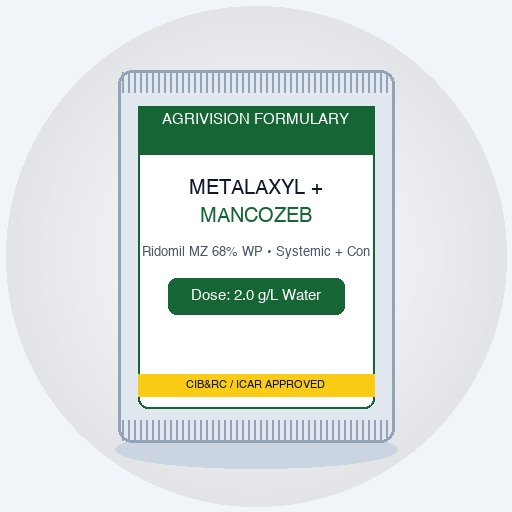 AGRIVISION FORMULARY
METALAXYL +
MANCOZEB
Ridomil MZ 68% WP • Systemic + Con
Dose: 2.0 g/L Water
CIB&RC / ICAR APPROVED